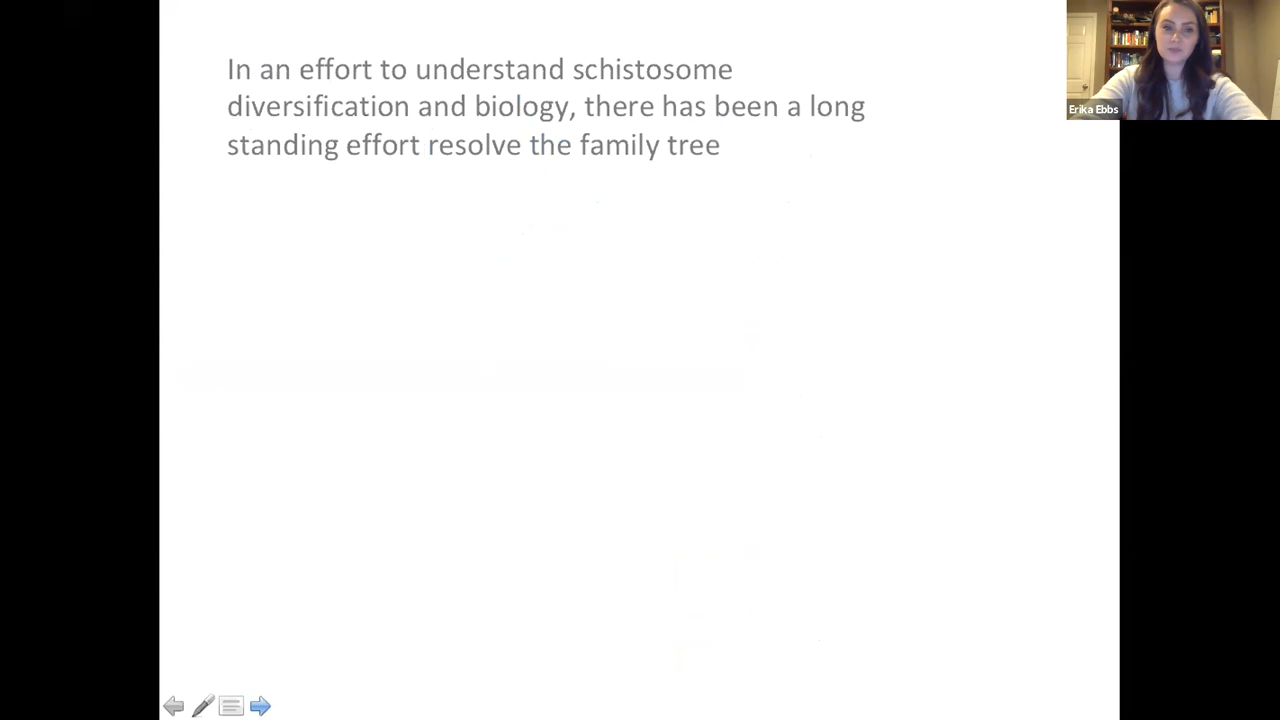 In an effort to understand schistosome
diversification and biology, there has been a long
standing effort resolve the family tree
Erika Ebbs